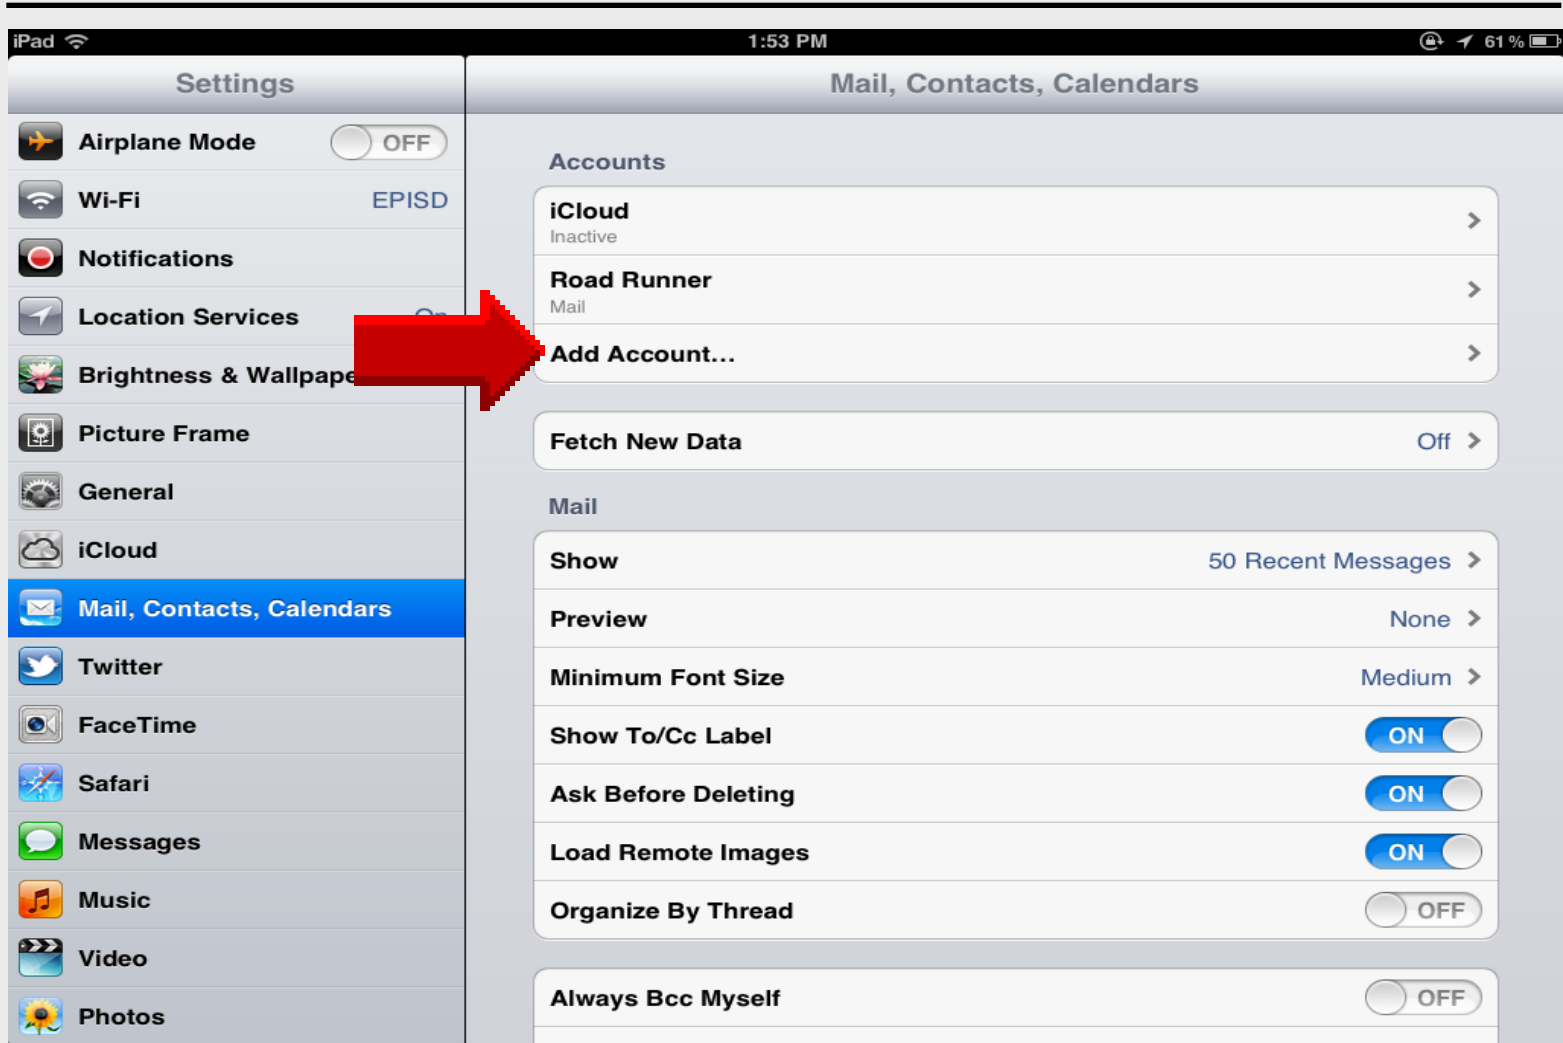 iPad 1:53 PM 61%
Settings
Airplane Mode OFF
Wi-Fi EPISD
Notifications
Location Services On
Brightness & Wallpape
Picture Frame
General
iCloud
Mail, Contacts, Calendars
Twitter
FaceTime
Safari
Messages
Music
Video
Photos
Mail, Contacts, Calendars
Accounts
iCloud
Inactive
Road Runner
Mail
Add Account...
Fetch New Data Off
Mail
Show 50 Recent Messages
Preview None
Minimum Font Size Medium
Show To/Cc Label ON
Ask Before Deleting ON
Load Remote Images ON
Organize By Thread OFF
Always Bcc Myself OFF